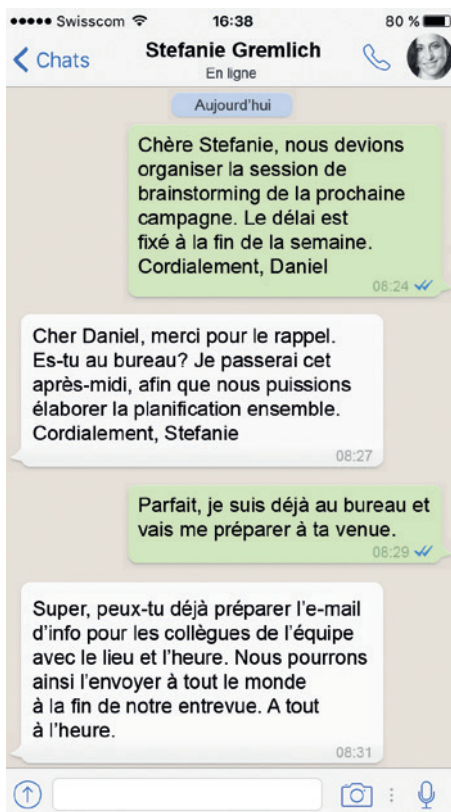 Swisscom 16:38 80 %
Chats Stefanie Gremlich
En ligne
Aujourd'hui
Chère Stefanie, nous devions
organiser la session de
brainstorming de la prochaine
campagne. Le délai est
fixé à la fin de la semaine.
Cordialement, Daniel
08:24
Cher Daniel, merci pour le rappel.
Es-tu au bureau? Je passerai cet
après-midi, afin que nous puissions
élaborer la planification ensemble.
Cordialement, Stefanie
08:27
Parfait, je suis déjà au bureau et
vais me préparer à ta venue.
08:29
Super, peux-tu déjà préparer l'e-mail
d'info pour les collègues de l'équipe
avec le lieu et l'heure. Nous pourrons
ainsi l'envoyer à tout le monde
à la fin de notre entrevue. A tout
à l'heure.
08:31